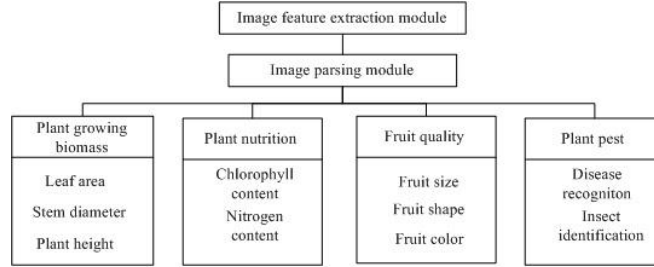 Image feature extraction module
Image parsing module
Plant growing
biomass
Leaf area
Stem diameter
Plant height
Plant nutrition
Chlorophyll
content
Nitrogen
content
Fruit quality
Fruit size
Fruit shape
Fruit color
Plant pest
Disease
recogniton
Insect
identification